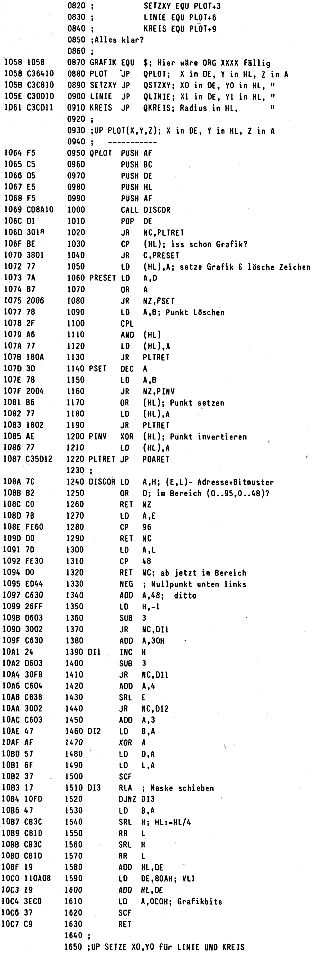 0820 ; SETZXY EQU PLOT+3
0830 ; LINIE EQU PLOT+6
0840 ; KREIS EQU PLOT+9
0850 ;Alles klar?
0860 ;
1058 1058 0870 GRAFIK EQU $; Hier wäre ORG XXXX fällig
1058 C36410 0880 PLOT JP QPLOT; X in DE, Y in HL, Z in A
105B C3C810 0890 SETZXY JP QSTZXY; X0 in DE, Y0 in HL, "
105E C30D10 0900 LINIE JP QLINIE; X1 in DE, Y1 in HL, "
1061 C3CD11 0910 KREIS JP QKREIS; Radius in HL, "
0920 ;
0930 ;UP PLOT(X,Y,Z); X in DE, Y in HL, Z in A
0940 ; -----------
1064 F5 0950 QPLOT PUSH AF
1065 C5 0960 PUSH BC
1066 D5 0970 PUSH DE
1067 E5 0980 PUSH HL
1068 F5 0990 PUSH AF
1069 CD8A10 1000 CALL DISCOR
106C D1 1010 POP DE
106D 3018 1020 JR NC,PLTRET
106F BE 1030 CP (HL); iss schon Grafik?
1070 3801 1040 JR C,PRESET
1072 77 1050 LD (HL),A; setze Grafik & lösche Zeichen
1073 7A 1060 PRESET LD A,D
1074 B7 1070 OR A
1075 2006 1080 JR NZ,PSET
1077 78 1090 LD A,B; Punkt Löschen
1078 2F 1100 CPL
1079 A6 1110 AND (HL)
107A 77 1120 LD (HL),A
107B 180A 1130 JR PLTRET
107D 3D 1140 PSET DEC A
107E 78 1150 LD A,B
107F 2004 1160 JR NZ,PINV
1081 B6 1170 OR (HL); Punkt setzen
1082 77 1180 LD (HL),A
1083 1802 1190 JR PLTRET
1085 AE 1200 PINV XOR (HL); Punkt invertieren
1086 77 1210 LD (HL),A
1087 C35D12 1220 PLTRET JP POARET
1230 ;
108A 7C 1240 DISCOR LD A,H; (E,L)- Adresse+Bitmuster
108B B2 1250 OR D; im Bereich (0..95,0..48)?
108C C0 1260 RET NZ
108D 7B 1270 LD A,E
108E FE60 1280 CP 96
1090 D0 1290 RET NC
1091 7D 1300 LD A,L
1092 FE30 1310 CP 48
1094 D0 1320 RET NC; ab jetzt im Bereich
1095 ED44 1330 NEG ; Nullpunkt unten links
1097 C630 1340 ADD A,48; ditto
1099 26FF 1350 LD H,-1
109B D603 1360 SUB 3
109D 3002 1370 JR NC,DI1
109F C630 1380 ADD A,30H
10A1 24 1390 DI1 INC H
10A2 D603 1400 SUB 3
10A4 30FB 1410 JR NC,DI1
10A6 C604 1420 ADD A,4
10A8 CB3B 1430 SRL E
10AA 3002 1440 JR NC,DI2
10AC C603 1450 ADD A,3
10AE 47 1460 DI2 LD B,A
10AF AF 1470 XOR A
10B0 57 1480 LD D,A
10B1 6F 1490 LD L,A
10B2 37 1500 SCF
10B3 17 1510 DI3 RLA ; Maske schieben
10B4 10FD 1520 DJNZ DI3
10B6 47 1530 LD B,A
10B7 CB3C 1540 SRL H; HL:=HL/4
10B9 CB1D 1550 RR L
10BB CB3C 1560 SRL H
10BD CB1D 1570 RR L
10BF 19 1580 ADD HL,DE
10C0 110A08 1590 LD DE,80AH; VL1
10C3 19 1600 ADD HL,DE
10C4 3EC0 1610 LD A,0C0H; Grafikbits
10C6 37 1620 SCF
10C7 C9 1630 RET
1640 ;
1650 ;UP SETZE X0,Y0 für LINIE UND KREIS